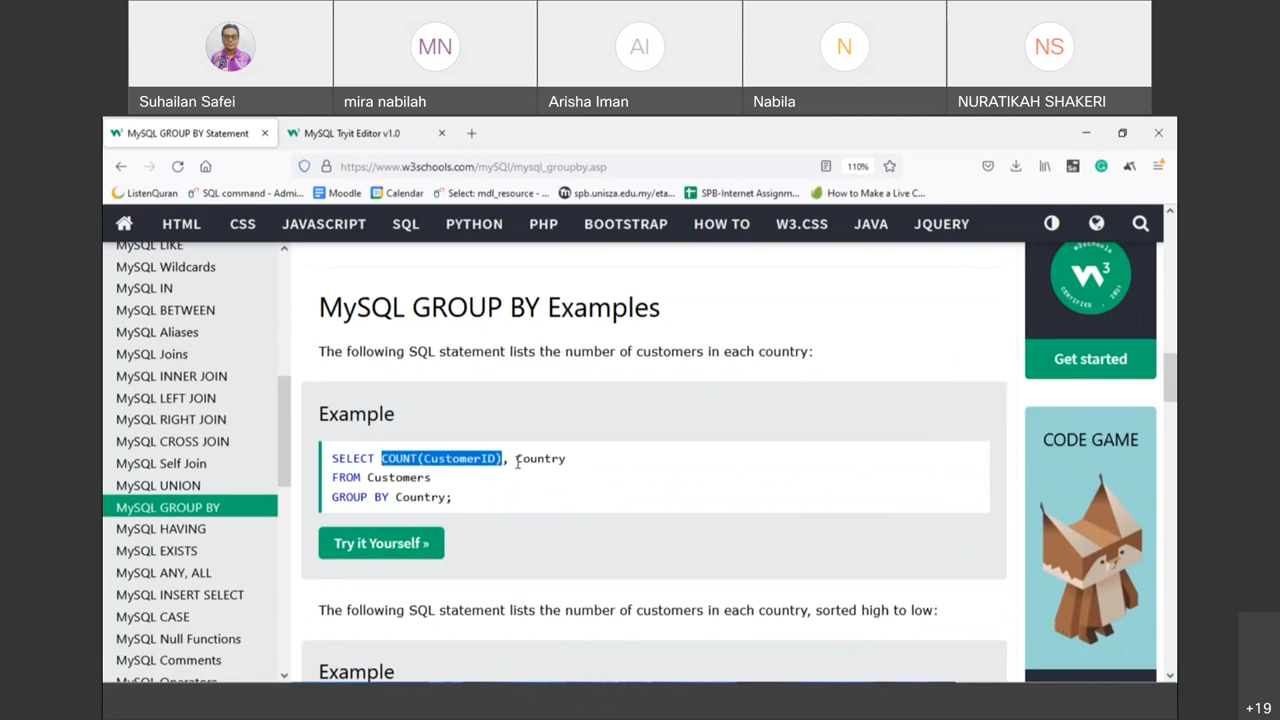 MN
AI
N
NS
Suhailan Safei
mira nabilah
Arisha Iman
Nabila
NURATIKAH SHAKERI
MySQL GROUP BY Statement
MySQL Tryit Editor v1.0
https://www.w3schools.com/mySQl/mysql_groupby.asp
110%
ListenQuran
SQL command - Admi...
Moodle
Calendar
Select: mdl_resource - ...
spb.unisza.edu.my/eta...
SPB-Internet Assignm...
How to Make a Live C...
HTML
CSS
JAVASCRIPT
SQL
PYTHON
PHP
BOOTSTRAP
HOW TO
W3.CSS
JAVA
JQUERY
MySQL LIKE
MySQL Wildcards
MySQL IN
MySQL BETWEEN
MySQL Aliases
MySQL Joins
MySQL INNER JOIN
MySQL LEFT JOIN
MySQL RIGHT JOIN
MySQL CROSS JOIN
MySQL Self Join
MySQL UNION
MySQL GROUP BY
MySQL HAVING
MySQL EXISTS
MySQL ANY, ALL
MySQL INSERT SELECT
MySQL CASE
MySQL Null Functions
MySQL Comments
MySQL Operators
MySQL GROUP BY Examples
The following SQL statement lists the number of customers in each country:
Example
SELECT COUNT(CustomerID), Country
FROM Customers
GROUP BY Country;
Try it Yourself »
The following SQL statement lists the number of customers in each country, sorted high to low:
Example
w3schools
W3
CERTIFIED . 2021
Get started
CODE GAME
+19